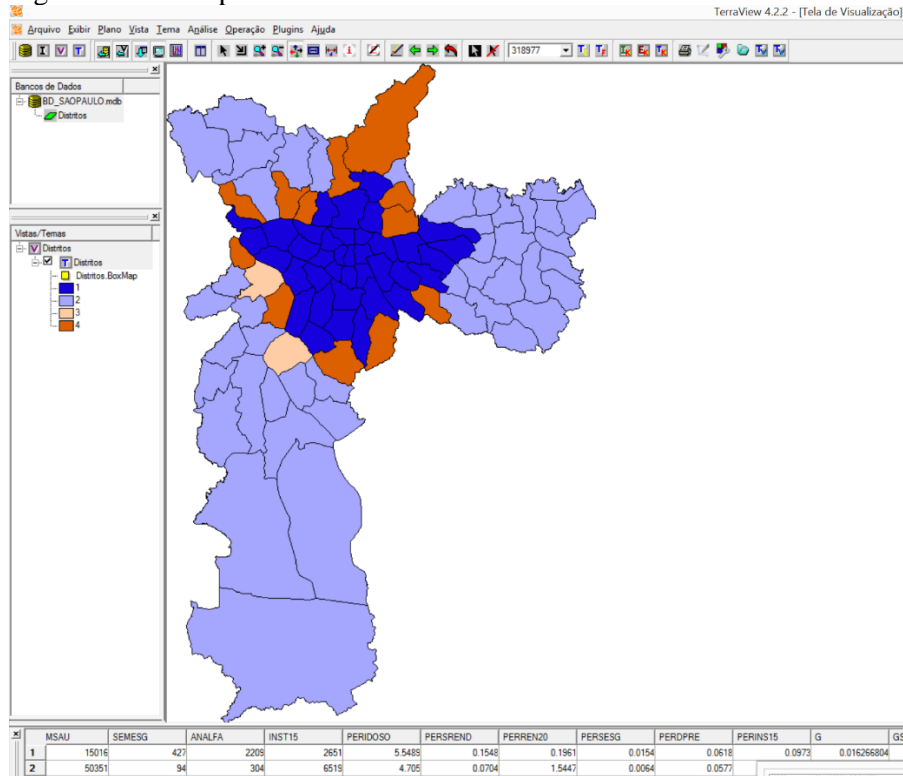 TerraView 4.2.2 - [Tela de Visualização]
Arquivo Exibir Plano Vista Tema Análise Operação Plugins Ajuda
318977
Bancos de Dados
BD_SAOPAULO.mdb
Distritos
Vistas/Temas
Distritos
Distritos
Distritos.BoxMap
1
2
3
4
MSAU SEMESG ANALFA INST15 PERIDOSO PERSREND PERREN20 PERSESG PERDPRE PERINS15 G GS
1 15016 427 2209 2651 5.5489 0.1548 0.1961 0.0154 0.0618 0.0973 0.016266804
2 50351 94 304 6519 4.705 0.0704 1.5447 0.0064 0.0577